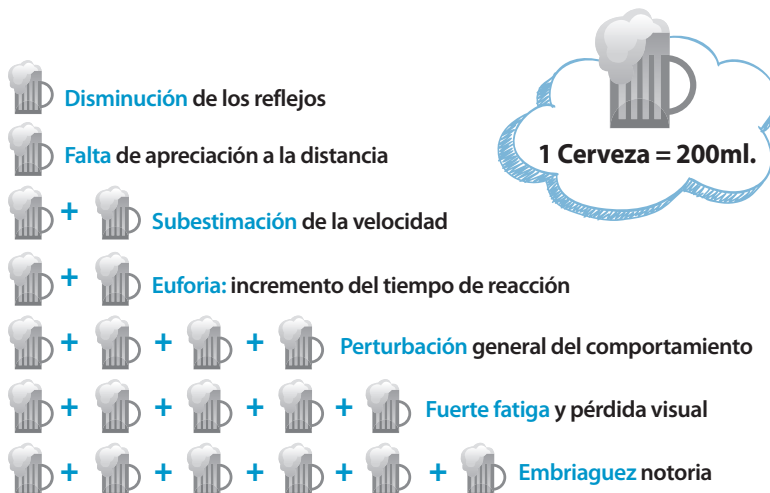 Disminución de los reflejos
Falta de apreciación a la distancia
1 Cerveza = 200ml.
+ Subestimación de la velocidad
+ Euforia: incremento del tiempo de reacción
+ + + Perturbación general del comportamiento
+ + + + Fuerte fatiga y pérdida visual
+ + + + + Embriaguez notoria